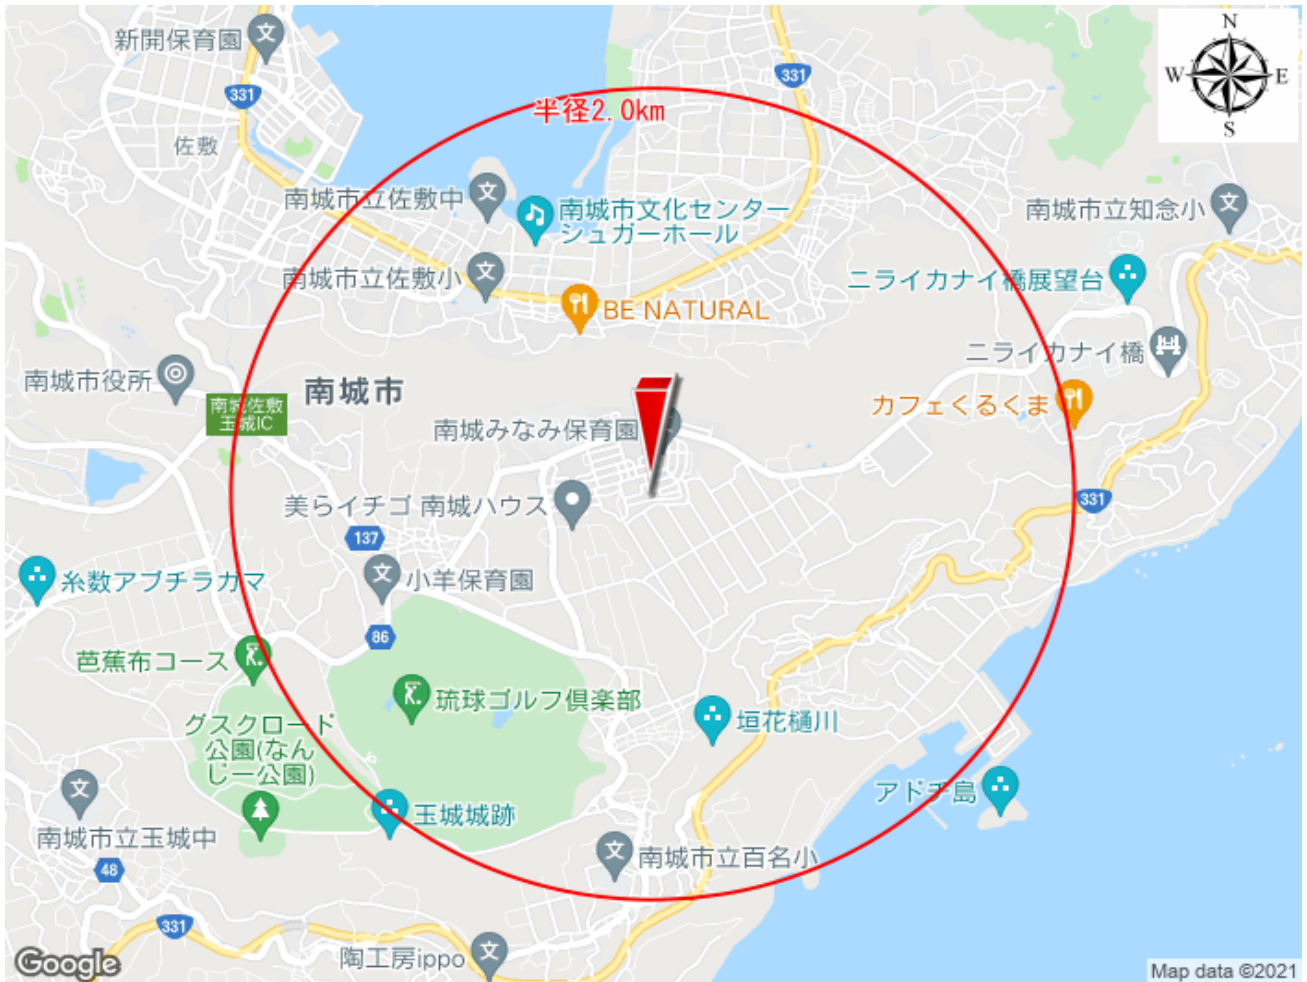 新開保育園
N
W
E
S
331
331
半径2.0km
佐敷
南城市立佐敷中
南城市文化センター
シュガーホール
南城市立知念小
南城市立佐敷小
ニライカナイ橋展望台
BE NATURAL
ニライカナイ橋
南城市役所
南城市
南城佐敷
玉城IC
カフェくるくま
南城みなみ保育園
美らイチゴ 南城ハウス
331
137
糸数アブチラガマ
小羊保育園
86
芭蕉布コース
琉球ゴルフ倶楽部
グスクロード
公園(なん
じー公園)
垣花樋川
アドチ島
玉城城跡
南城市立玉城中
南城市立百名小
48
331
陶工房ippo
Google
Map data ©2021